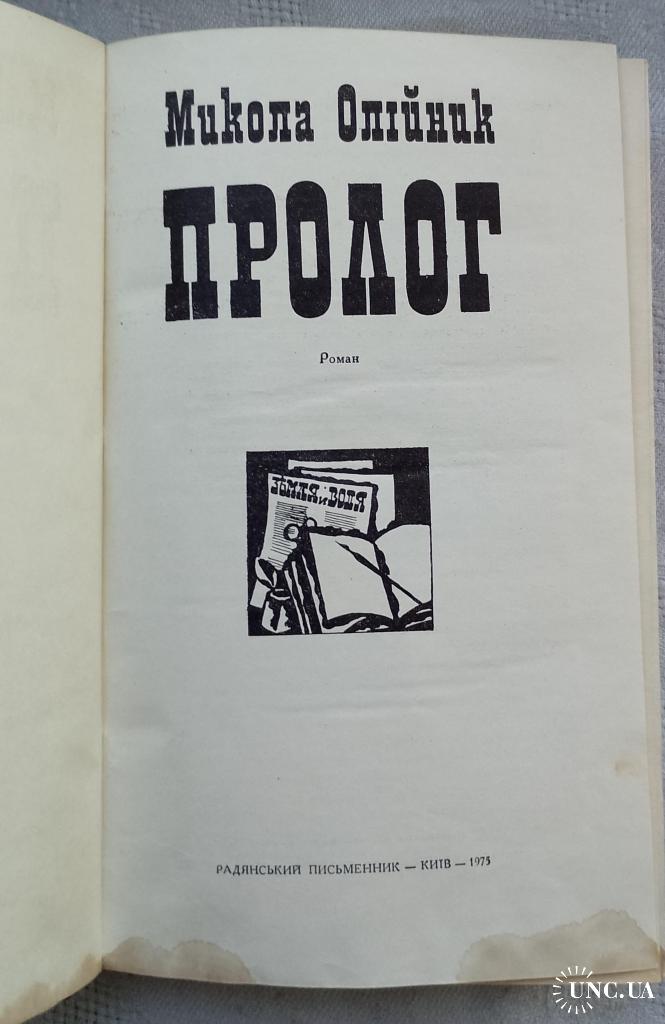 Микола Олійник
ПРОЛОГ
Роман
ЗЕМЛЯ и ВОЛЯ
РАДЯНСЬКИЙ ПИСЬМЕННИК — КИЇВ — 1975
UNC.UA